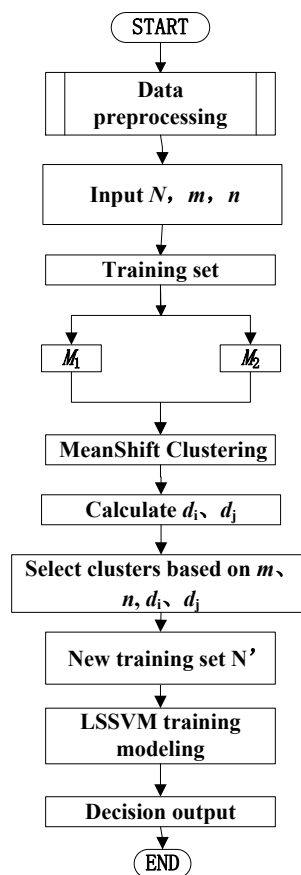 START
Data
preprocessing
Input N，m，n
Training set
M₁
M₂
MeanShift Clustering
Calculate dᵢ、dⱼ
Select clusters based on m、
n, dᵢ、dⱼ
New training set N’
LSSVM training
modeling
Decision output
END